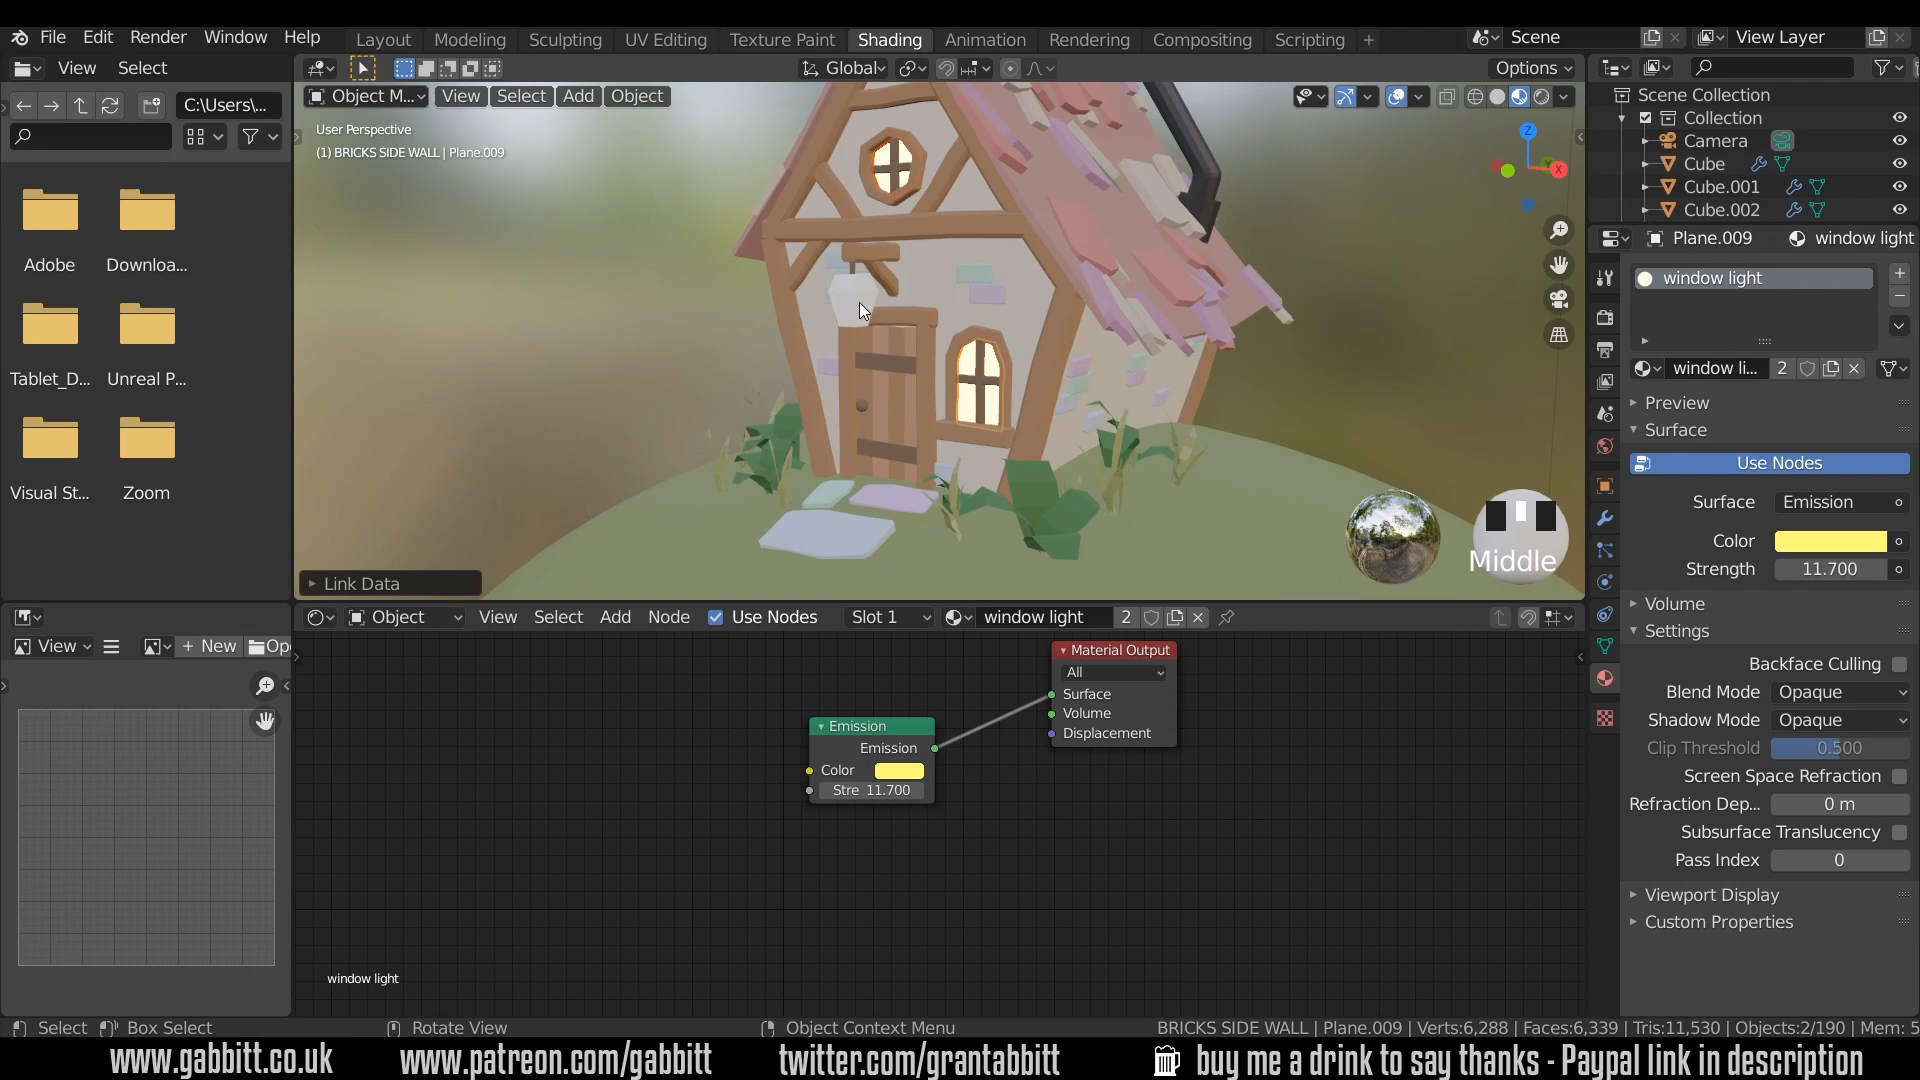 File Edit Render Window Help Layout Modeling Sculpting UV Editing Texture Paint Shading Animation Rendering Compositing Scripting + Scene View Layer
View Select Global Options
C:\Users\... Object M... View Select Add Object
User Perspective
(1) BRICKS SIDE WALL | Plane.009
Scene Collection
Collection
Camera
Cube
Cube.001
Cube.002
Z
Y
X
Adobe Downloa...
Tablet_D... Unreal P...
Visual St... Zoom
Plane.009 window light
window light
window li... 2
Preview
Surface
Use Nodes
Surface Emission
Color
Strength 11.700
Volume
Settings
Backface Culling
Blend Mode Opaque
Shadow Mode Opaque
Clip Threshold 0.500
Screen Space Refraction
Refraction Dep... 0 m
Subsurface Translucency
Pass Index 0
Viewport Display
Custom Properties
Middle
Link Data
Object View Select Add Node Use Nodes Slot 1 window light 2
View + New Op
Material Output
All
Surface
Volume
Displacement
Emission
Emission
Color
Stre 11.700
window light
Select Box Select Rotate View Object Context Menu BRICKS SIDE WALL | Plane.009 | Verts:6,288 | Faces:6,339 | Tris:11,530 | Objects:2/190 | Mem: 5
www.gabbitt.co.uk www.patreon.com/gabbitt twitter.com/grantabbitt buy me a drink to say thanks - Paypal link in description